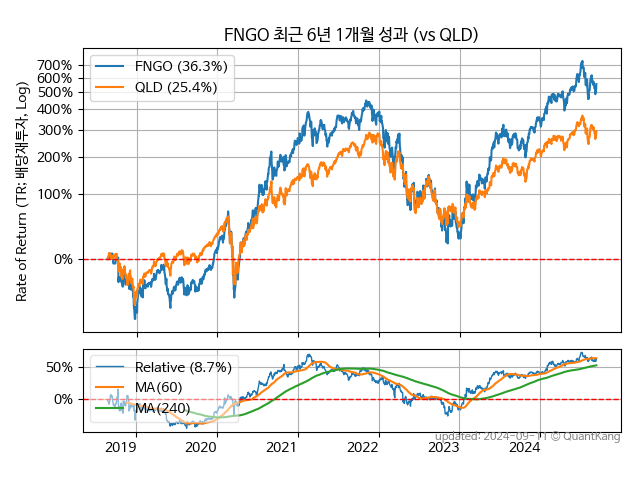 FNGO 최근 6년 1개월 성과 (vs QLD)
Rate of Return (TR: 배당재투자, Log)
700%
600%
500%
400%
300%
200%
100%
0%
FNGO (36.3%)
QLD (25.4%)
50%
0%
Relative (8.7%)
MA(60)
MA(240)
2019 2020 2021 2022 2023 2024
updated: 2024-09-11 © QuantKang